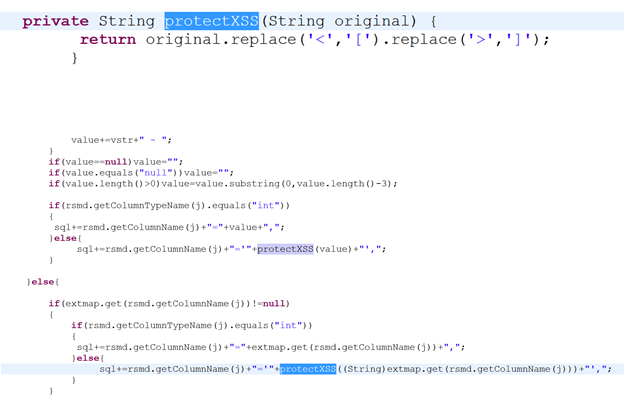 private String protectXSS(String original) {
return original.replace('<','[').replace('>',']');
}
value+=vstr+" ~ ";
}
if(value==null)value="";
if(value.equals("null"))value="";
if(value.length()>0)value=value.substring(0,value.length()-3);
if(rsmd.getColumnTypeName(j).equals("int"))
{
sql+=rsmd.getColumnName(j)+"="+value+",";
}else{
sql+=rsmd.getColumnName(j)+"='"+protectXSS(value)+"',";
}
}else{
if(extmap.get(rsmd.getColumnName(j))!=null)
{
if(rsmd.getColumnTypeName(j).equals("int"))
{
sql+=rsmd.getColumnName(j)+"="+extmap.get(rsmd.getColumnName(j))+",";
}else{
sql+=rsmd.getColumnName(j)+"='"+protectXSS((String)extmap.get(rsmd.getColumnName(j)))+"',";
}
}